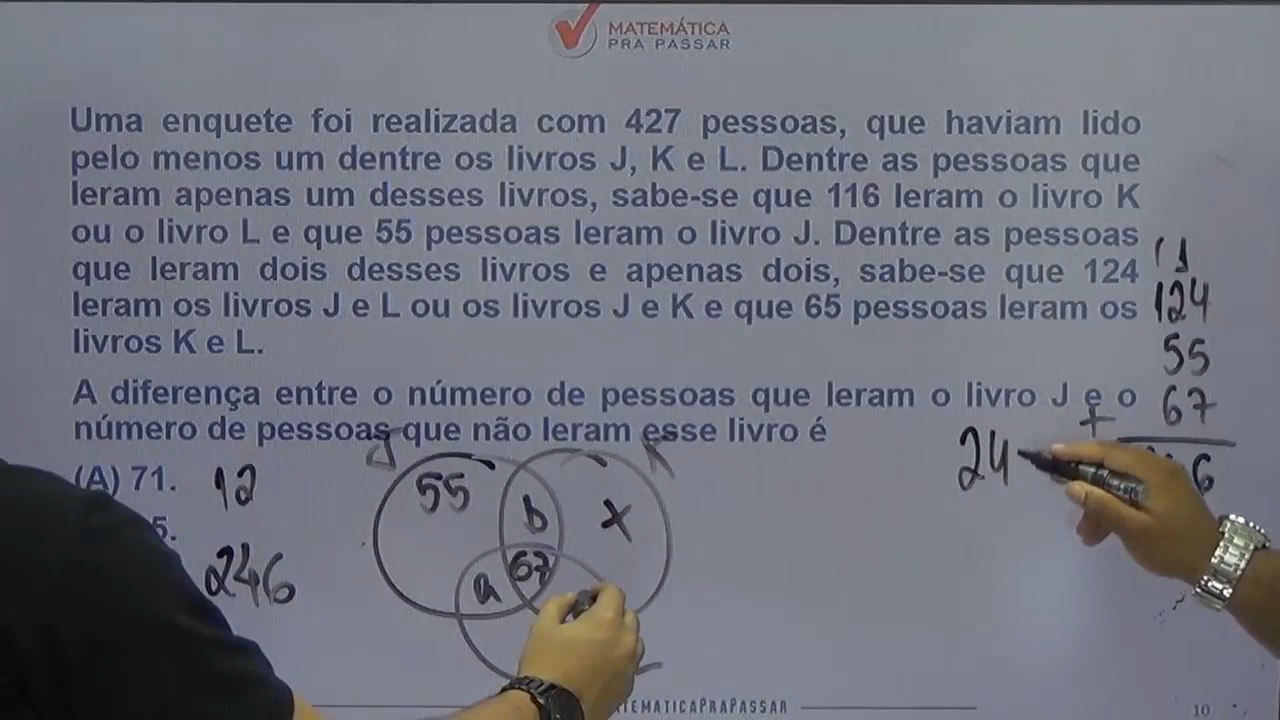 MATEMÁTICA
PRA PASSAR
Uma enquete foi realizada com 427 pessoas, que haviam lido
pelo menos um dentre os livros J, K e L. Dentre as pessoas que
leram apenas um desses livros, sabe-se que 116 leram o livro K
ou o livro L e que 55 pessoas leram o livro J. Dentre as pessoas
que leram dois desses livros e apenas dois, sabe-se que 124
leram os livros J e L ou os livros J e K e que 65 pessoas leram os
livros K e L.
A diferença entre o número de pessoas que leram o livro J e o
número de pessoas que não leram esse livro é
(A) 71.
5.
12
246
J
K
55
b
x
a
67
1 1
124
55
+ 67
6
24
MATEMATICAPRAPASSAR
10